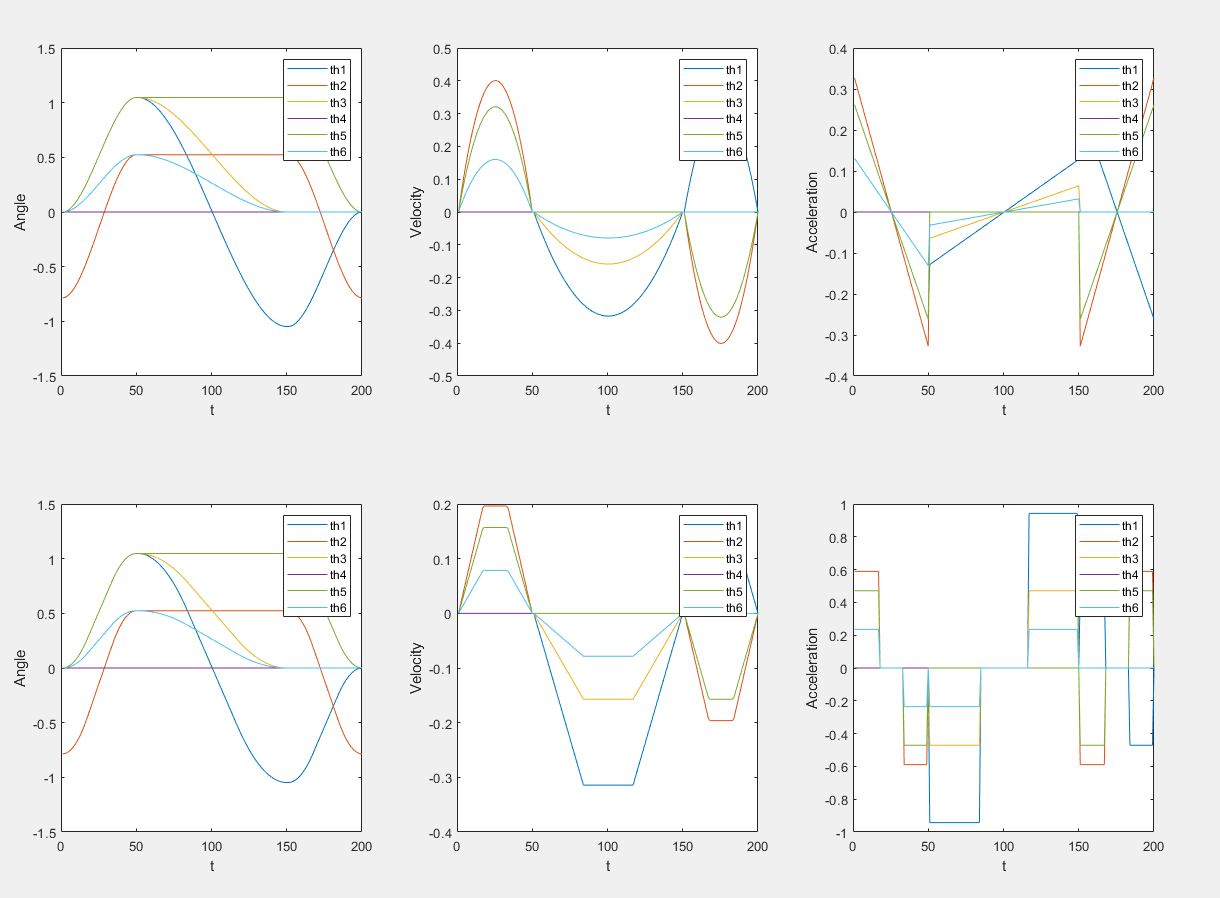 1.5
1
0.5
0
-0.5
-1
-1.5
0 50 100 150 200
Angle
t
th1
th2
th3
th4
th5
th6
0.5
0.4
0.3
0.2
0.1
0
-0.1
-0.2
-0.3
-0.4
-0.5
0 50 100 150 200
Velocity
t
th1
th2
th3
th4
th5
th6
0.4
0.3
0.2
0.1
0
-0.1
-0.2
-0.3
-0.4
0 50 100 150 200
Acceleration
t
th1
th2
th3
th4
th5
th6
1.5
1
0.5
0
-0.5
-1
-1.5
0 50 100 150 200
Angle
t
th1
th2
th3
th4
th5
th6
0.2
0.1
0
-0.1
-0.2
-0.3
-0.4
0 50 100 150 200
Velocity
t
th1
th2
th3
th4
th5
th6
1
0.8
0.6
0.4
0.2
0
-0.2
-0.4
-0.6
-0.8
-1
0 50 100 150 200
Acceleration
t
th1
th2
th3
th4
th5
th6